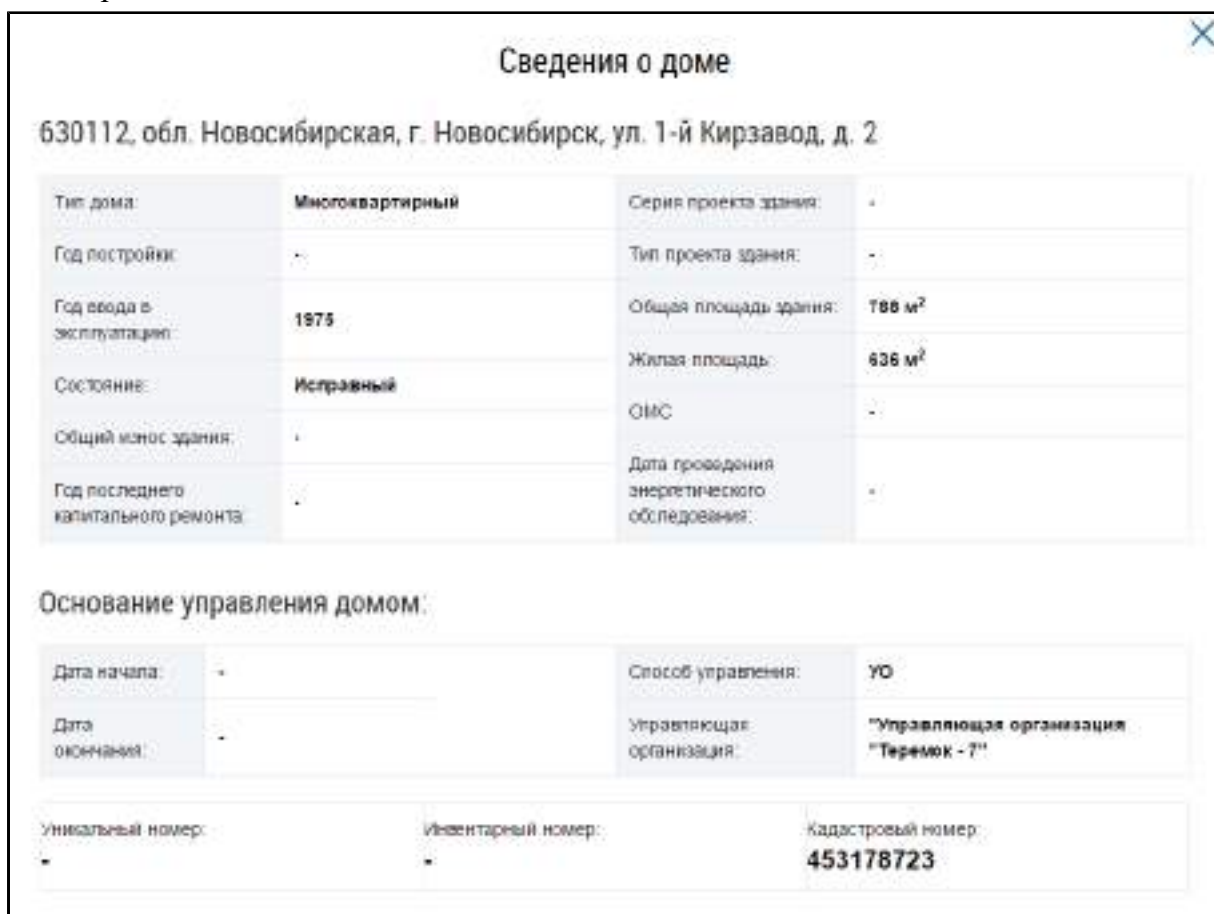 Сведения о доме
630112, обл. Новосибирская, г. Новосибирск, ул. 1-й Кирзавод, д. 2
Тип дома: Многоквартирный
Год постройки: -
Год ввода в
эксплуатацию: 1975
Состояние: Исправный
Общий износ здания: -
Год последнего
капитального ремонта: -
Серия проекта здания: -
Тип проекта здания: -
Общая площадь здания: 786 м²
Жилая площадь: 636 м²
ОМС -
Дата проведения
энергетического
обследования: -
Основание управления домом:
Дата начала: -
Дата
окончания: -
Способ управления: УО
Управляющая
организация:
"Управляющая организация
"Теремок - 7"
Уникальный номер:
-
Инвентарный номер:
-
Кадастровый номер:
453178723